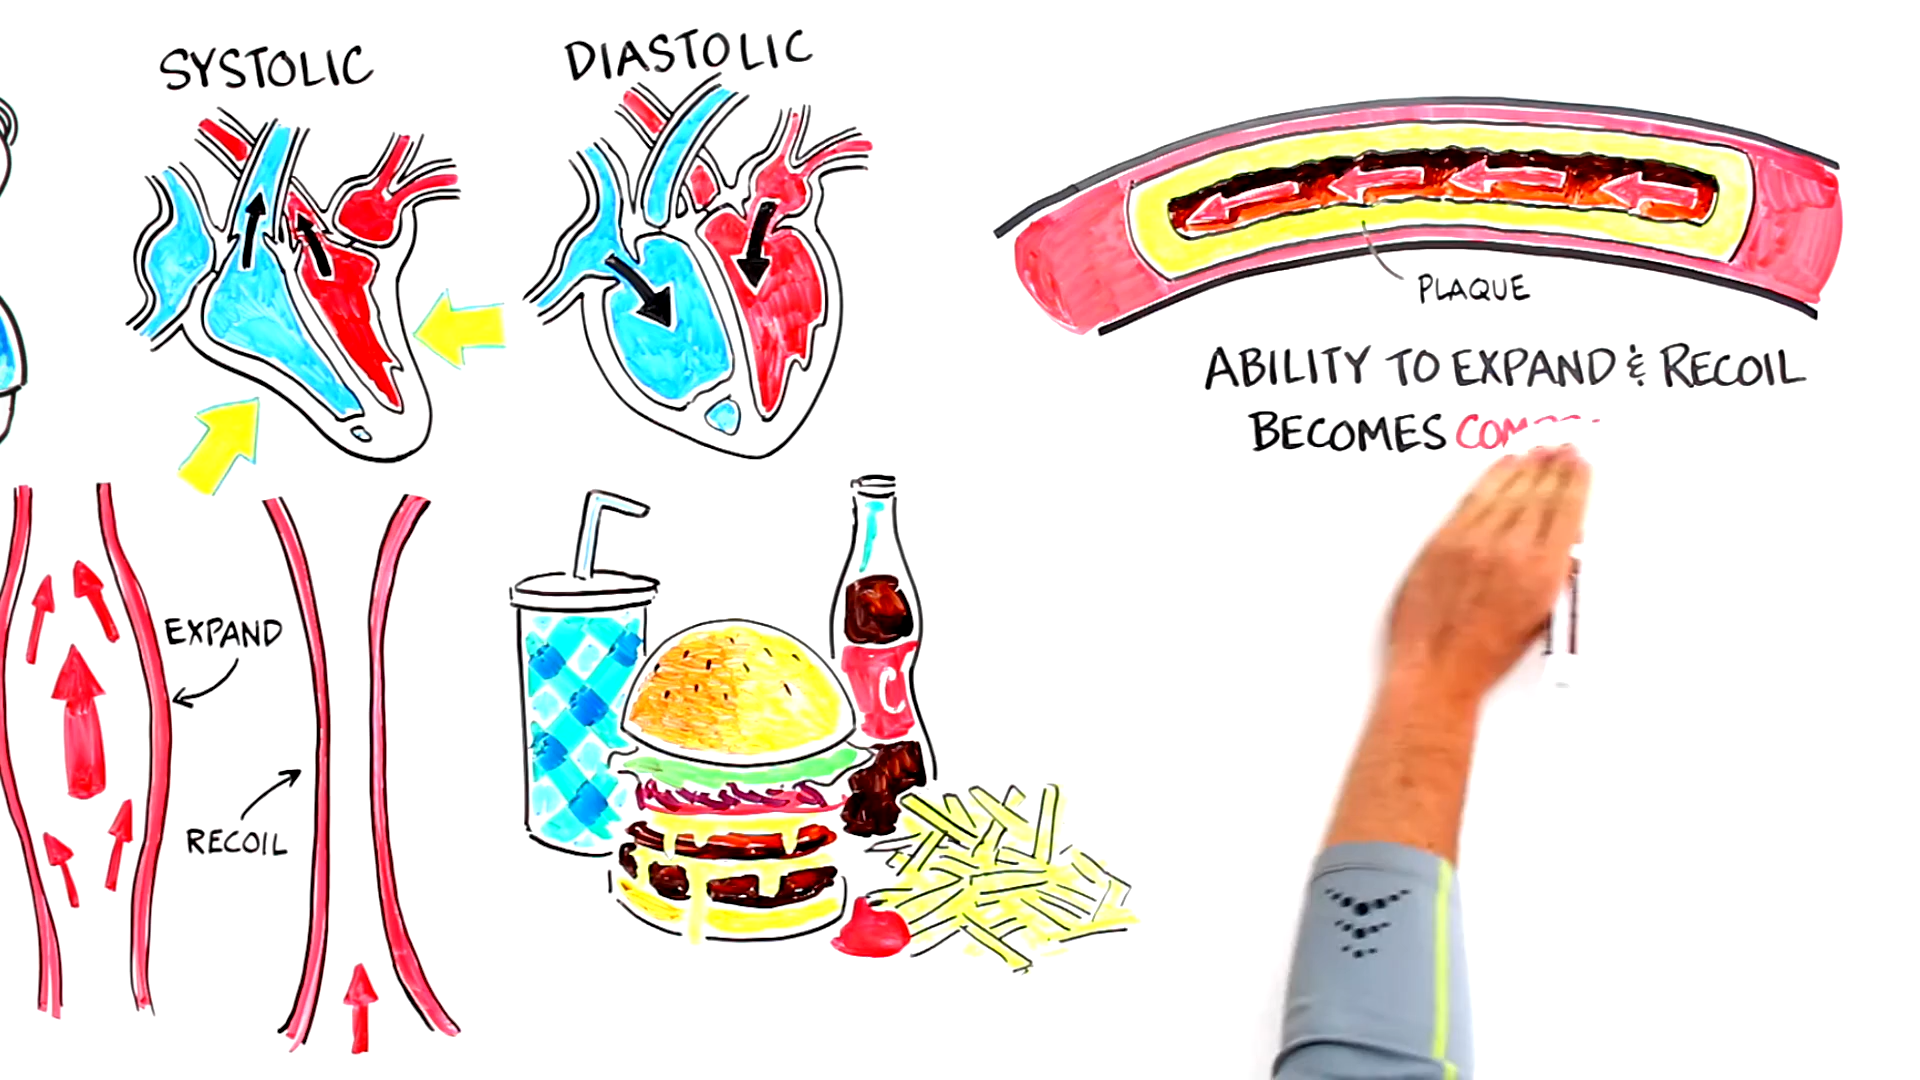 SYSTOLIC
DIASTOLIC
PLAQUE
ABILITY TO EXPAND & RECOIL
BECOMES
EXPAND
RECOIL
C